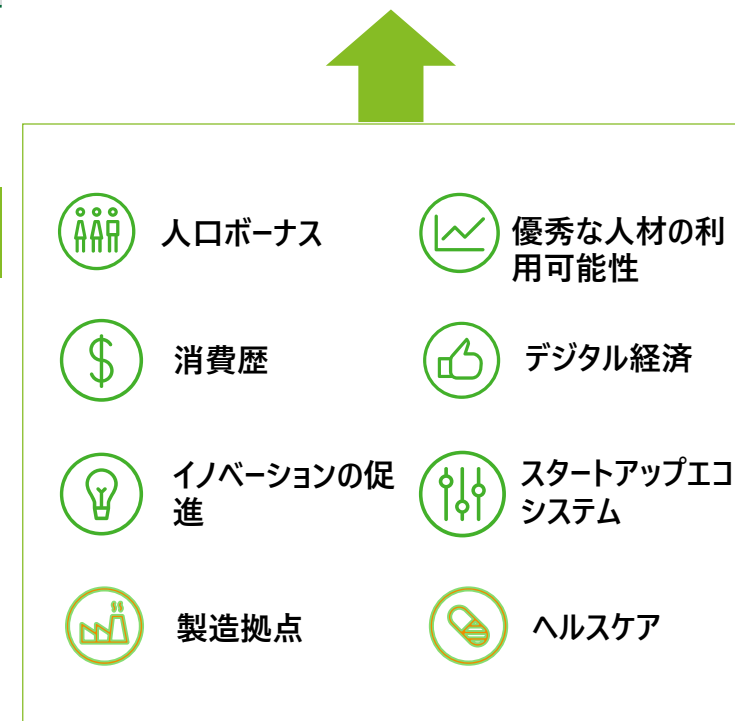 人口ボーナス
優秀な人材の利
用可能性
消費歴
デジタル経済
イノベーションの促
進
スタートアップエコ
システム
製造拠点
ヘルスケア